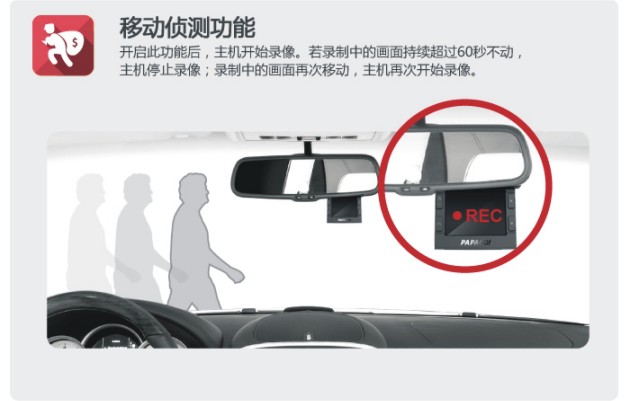 移动侦测功能
开启此功能后，主机开始录像。若录制中的画面持续超过60秒不动，
主机停止录像；录制中的画面再次移动，主机再次开始录像。
$
REC